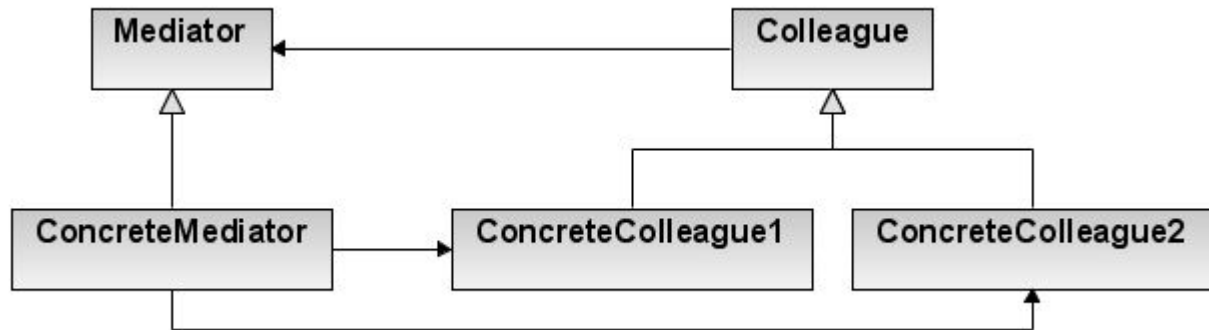 Mediator
Colleague
ConcreteMediator
ConcreteColleague1
ConcreteColleague2